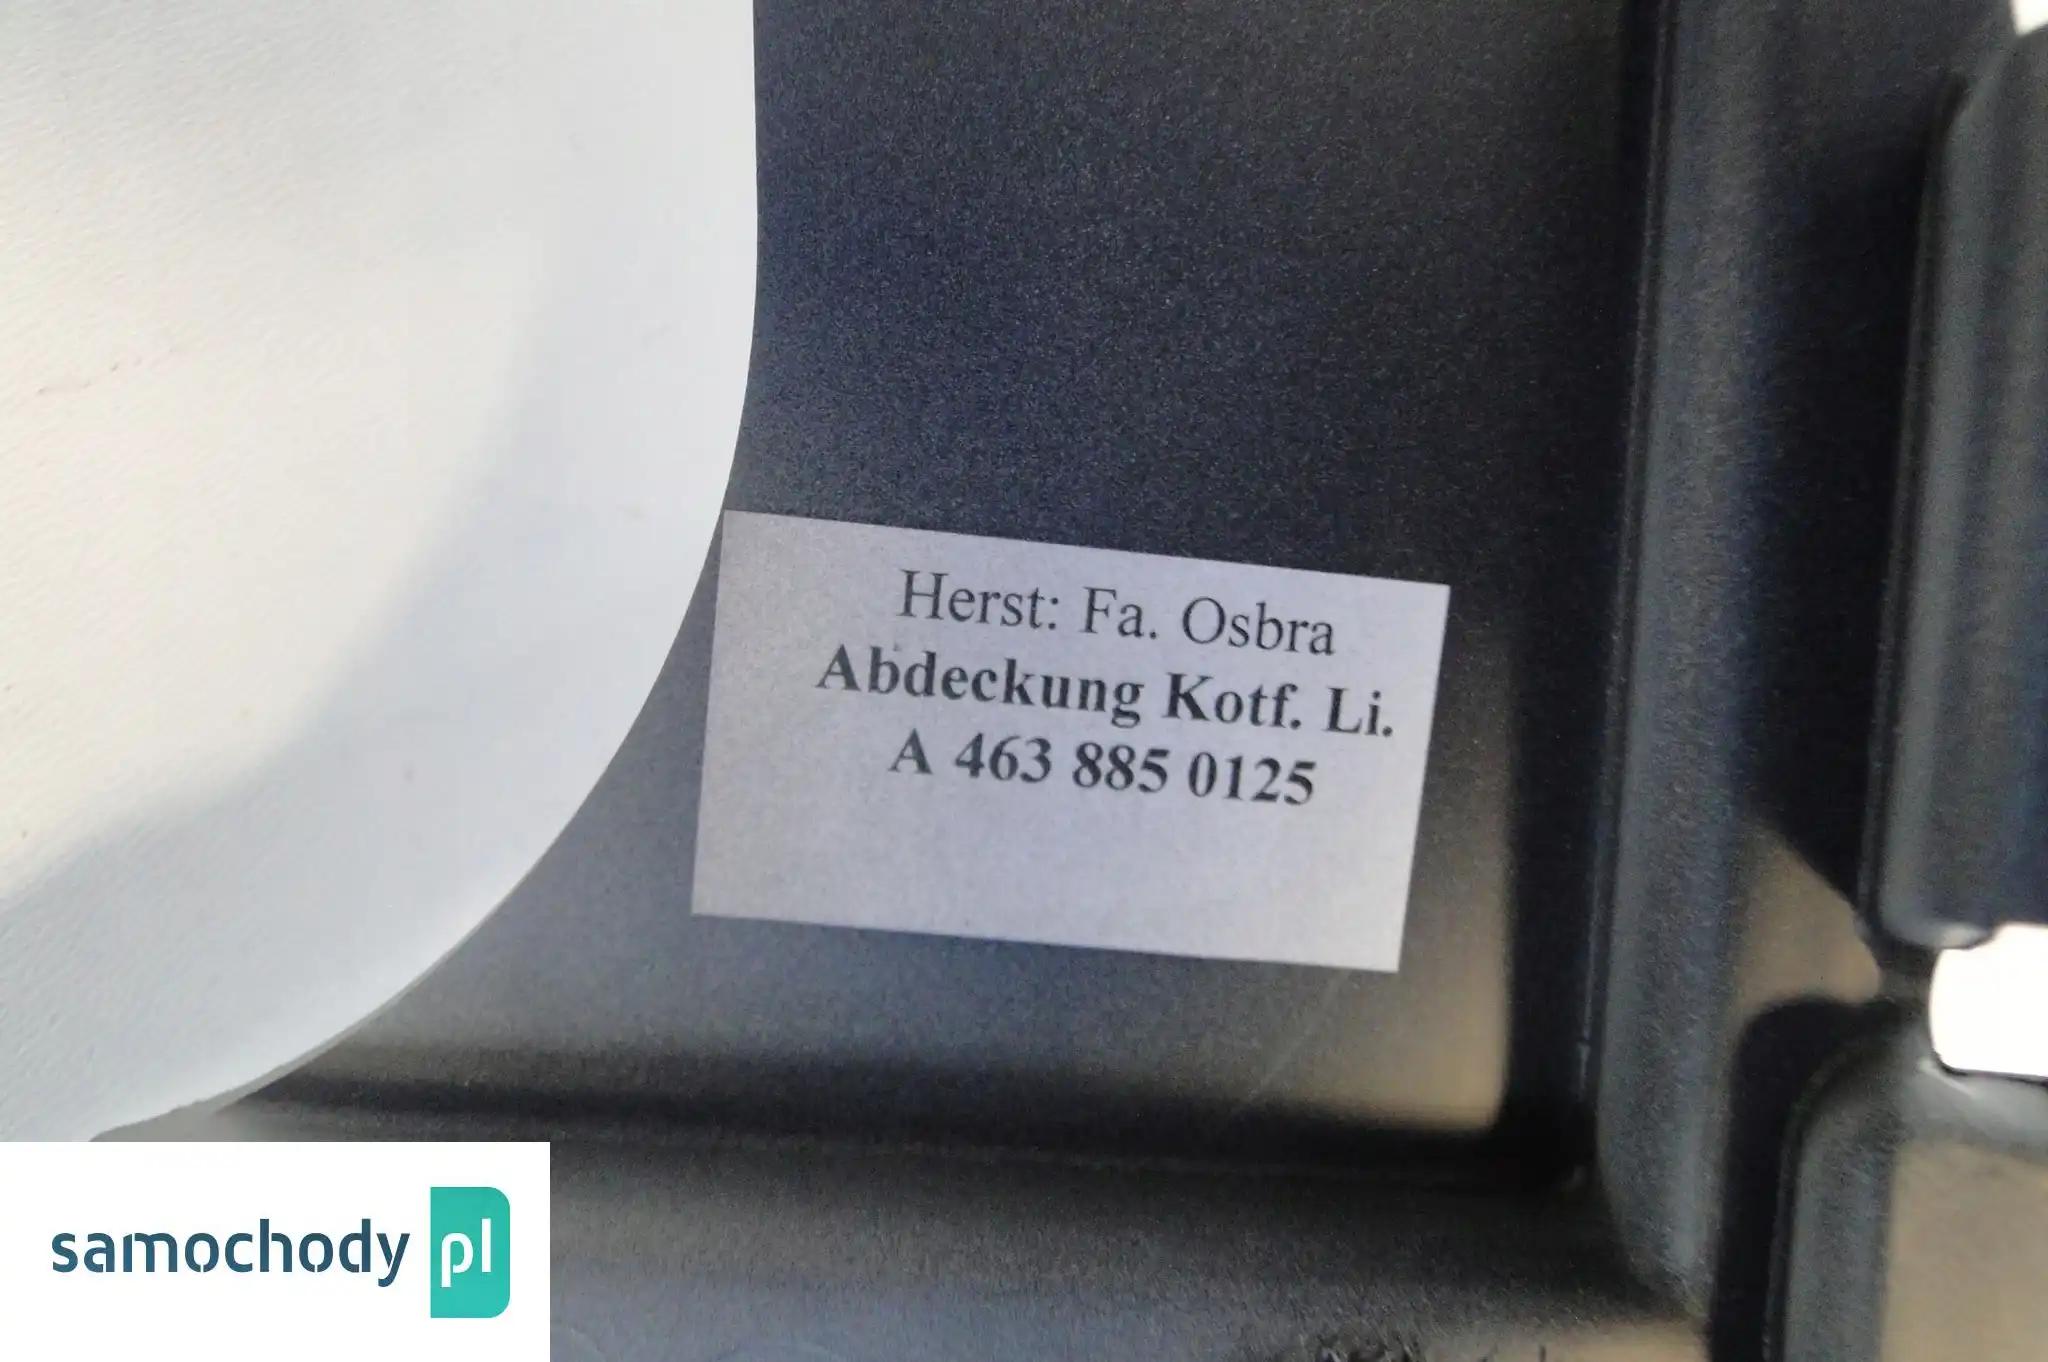 Herst: Fa. Osbra
Abdeckung Kotf. Li.
A 463 885 0125
samochody pl